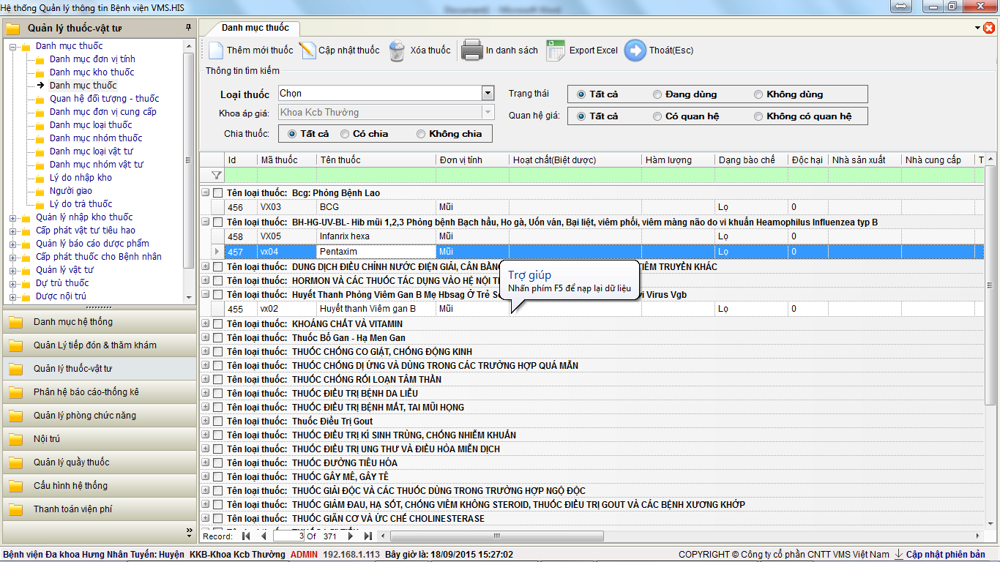 Hệ thống Quản lý thông tin Bệnh viện VMS.HIS
Quản lý thuốc-vật tư
Danh mục thuốc
Danh mục đơn vị tính
Danh mục kho thuốc
Danh mục thuốc
Quan hệ đối tượng - thuốc
Danh mục đơn vị cung cấp
Danh mục loại thuốc
Danh mục nhóm thuốc
Danh mục loại vật tư
Danh mục nhóm vật tư
Lý do nhập kho
Người giao
Lý do trả thuốc
Quản lý nhập kho thuốc
Cấp phát vật tư tiêu hao
Quản lý báo cáo dược phẩm
Cấp phát thuốc cho Bệnh nhân
Quản lý vật tư
Dự trù thuốc
Dược nội trú
Danh mục hệ thống
Quản Lý tiếp đón & thăm khám
Quản lý thuốc-vật tư
Phân hệ báo cáo-thống kê
Quản lý phòng chức năng
Nội trú
Quản lý quầy thuốc
Cấu hình hệ thống
Thanh toán viện phí
Danh mục thuốc
Thêm mới thuốc Cập nhật thuốc Xóa thuốc In danh sách Export Excel Thoát(Esc)
Thông tin tìm kiếm
Loại thuốc Chọn Trạng thái Tất cả Đang dùng Không dùng
Khoa áp giá: Khoa Kcb Thường Quan hệ giá: Tất cả Có quan hệ Không có quan hệ
Chia thuốc: Tất cả Có chia Không chia
Id Mã thuốc Tên thuốc Đơn vị tính Hoạt chất(Biệt dược) Hàm lượng Dạng bào chế Độc hại Nhà sản xuất Nhà cung cấp T
Tên loại thuốc: Bcg: Phòng Bệnh Lao
456 VX03 BCG Mũi Lọ 0
Tên loại thuốc: BH-HG-UV-BL- Hib mũi 1,2,3 Phòng bệnh Bạch hầu, Ho gà, Uốn ván, Bại liệt, viêm phổi, viêm màng não do vi khuẩn Heamophilus Influenzea typ B
458 VX05 Infanrix hexa Mũi Lọ 0
457 vx04 Pentaxim Mũi Lọ 0
Tên loại thuốc: DUNG DỊCH ĐIỀU CHỈNH NƯỚC ĐIỆN GIẢI, CÂN BẰNG TIÊM TRUYỀN KHÁC
Tên loại thuốc: HORMON VÀ CÁC THUỐC TÁC DỤNG VÀO HỆ NỘI
Tên loại thuốc: Huyết Thanh Phòng Viêm Gan B Mẹ Hbsag Ở Trẻ Virus Vgb
Trợ giúp
Nhấn phím F5 để nạp lại dữ liệu
455 vx02 Huyết thanh Viêm gan B Mũi Lọ 0
Tên loại thuốc: KHOÁNG CHẤT VÀ VITAMIN
Tên loại thuốc: Thuốc Bổ Gan - Hạ Men Gan
Tên loại thuốc: THUỐC CHỐNG CO GIẬT, CHỐNG ĐỘNG KINH
Tên loại thuốc: THUỐC CHỐNG DỊ ỨNG VÀ DÙNG TRONG CÁC TRƯỜNG HỢP QUÁ MẪN
Tên loại thuốc: THUỐC CHỐNG RỐI LOẠN TÂM THẦN
Tên loại thuốc: THUỐC ĐIỀU TRỊ BỆNH DA LIỄU
Tên loại thuốc: THUỐC ĐIỀU TRỊ BỆNH MẮT, TAI MŨI HỌNG
Tên loại thuốc: Thuốc Điều Trị Gout
Tên loại thuốc: THUỐC ĐIỀU TRỊ KÍ SINH TRÙNG, CHỐNG NHIỄM KHUẨN
Tên loại thuốc: THUỐC ĐIỀU TRỊ UNG THƯ VÀ ĐIỀU HÒA MIỄN DỊCH
Tên loại thuốc: THUỐC ĐƯỜNG TIÊU HÓA
Tên loại thuốc: THUỐC GÂY MÊ, GÂY TÊ
Tên loại thuốc: THUỐC GIẢI ĐỘC VÀ CÁC THUỐC DÙNG TRONG TRƯỜNG HỢP NGỘ ĐỘC
Tên loại thuốc: THUỐC GIẢM ĐAU, HẠ SỐT, CHỐNG VIÊM KHÔNG STEROID, THUỐC ĐIỀU TRỊ GOUT VÀ CÁC BỆNH XƯƠNG KHỚP
Tên loại thuốc: THUỐC GIÃN CƠ VÀ ỨC CHẾ CHOLINESTERASE
Record: 3 Of 371
Bệnh viện Đa khoa Hưng Nhân Tuyến: Huyện KKB-Khoa Kcb Thường ADMIN 192.168.1.113 Bây giờ là: 18/09/2015 15:27:02 COPYRIGHT © Công ty cổ phần CNTT VMS Việt Nam Cập nhật phiên bản